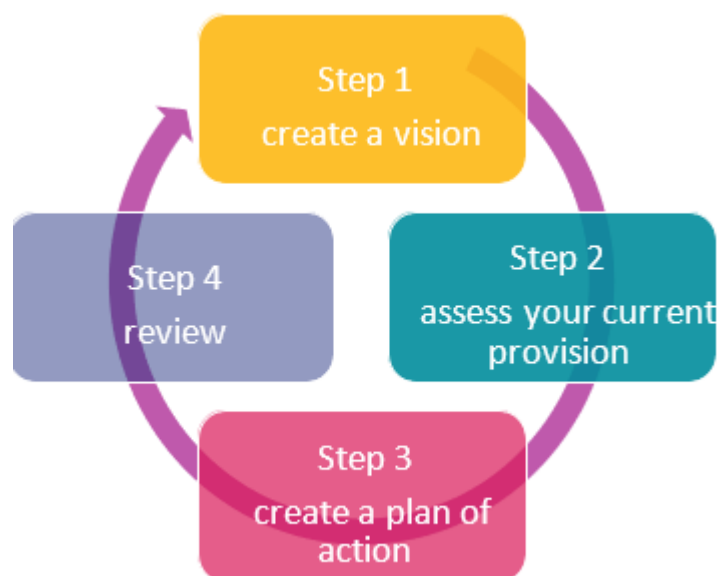 Step 1
create a vision
Step 2
assess your current
provision
Step 3
create a plan of
action
Step 4
review